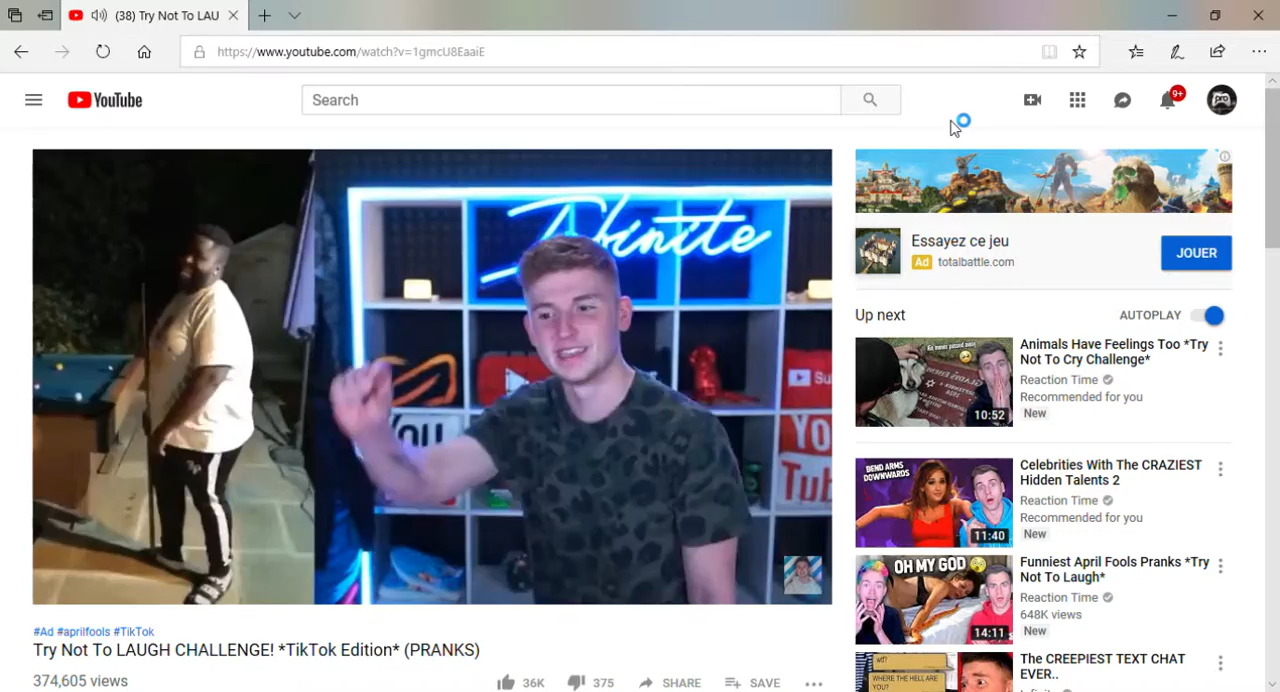 (38) Try Not To LAU
https://www.youtube.com/watch?v=1gmcU8EaaiE
YouTube
Search
9+
Infinite
YOU
YO
Tub
Essayez ce jeu
Ad totalbattle.com
JOUER
Up next
AUTOPLAY
10:52
Animals Have Feelings Too *Try
Not To Cry Challenge*
Reaction Time
Recommended for you
New
BEND ARMS
DOWNWARDS
11:40
Celebrities With The CRAZIEST
Hidden Talents 2
Reaction Time
Recommended for you
New
OH MY GOD
14:11
Funniest April Fools Pranks *Try
Not To Laugh*
Reaction Time
648K views
New
WHERE THE HELL ARE
YOU?
The CREEPIEST TEXT CHAT
EVER..
#Ad #aprilfools #TikTok
Try Not To LAUGH CHALLENGE! *TikTok Edition* (PRANKS)
374,605 views
36K
375
SHARE
SAVE